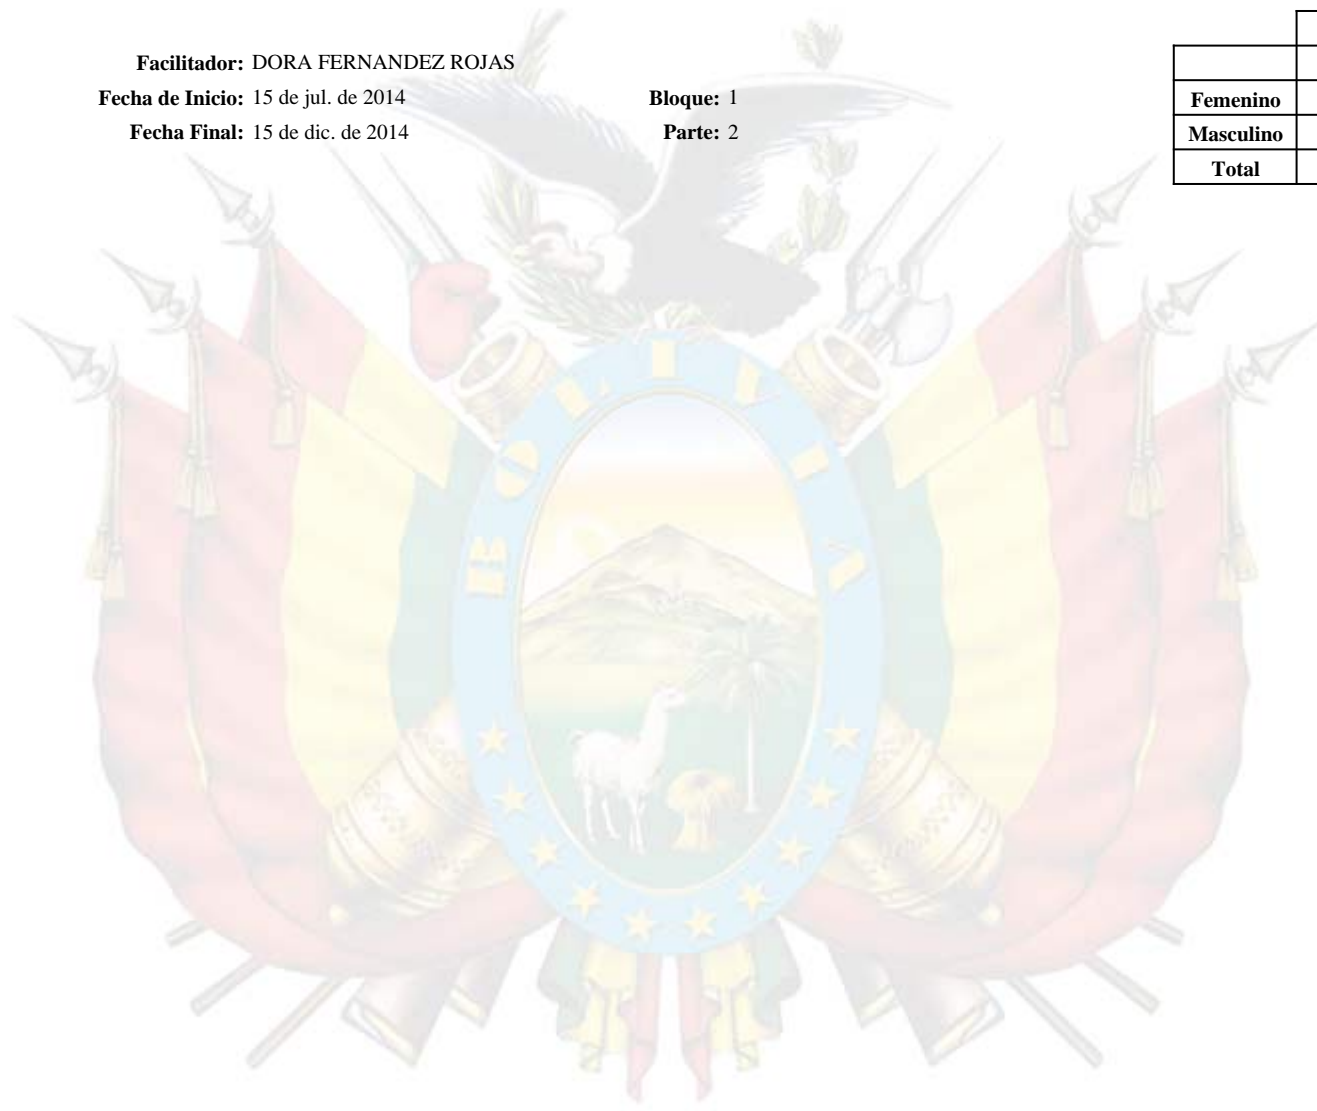 Facilitador: DORA FERNANDEZ ROJAS
Fecha de Inicio: 15 de jul. de 2014 Bloque: 1
Fecha Final: 15 de dic. de 2014 Parte: 2
Femenino
Masculino
Total
BOLIVIA